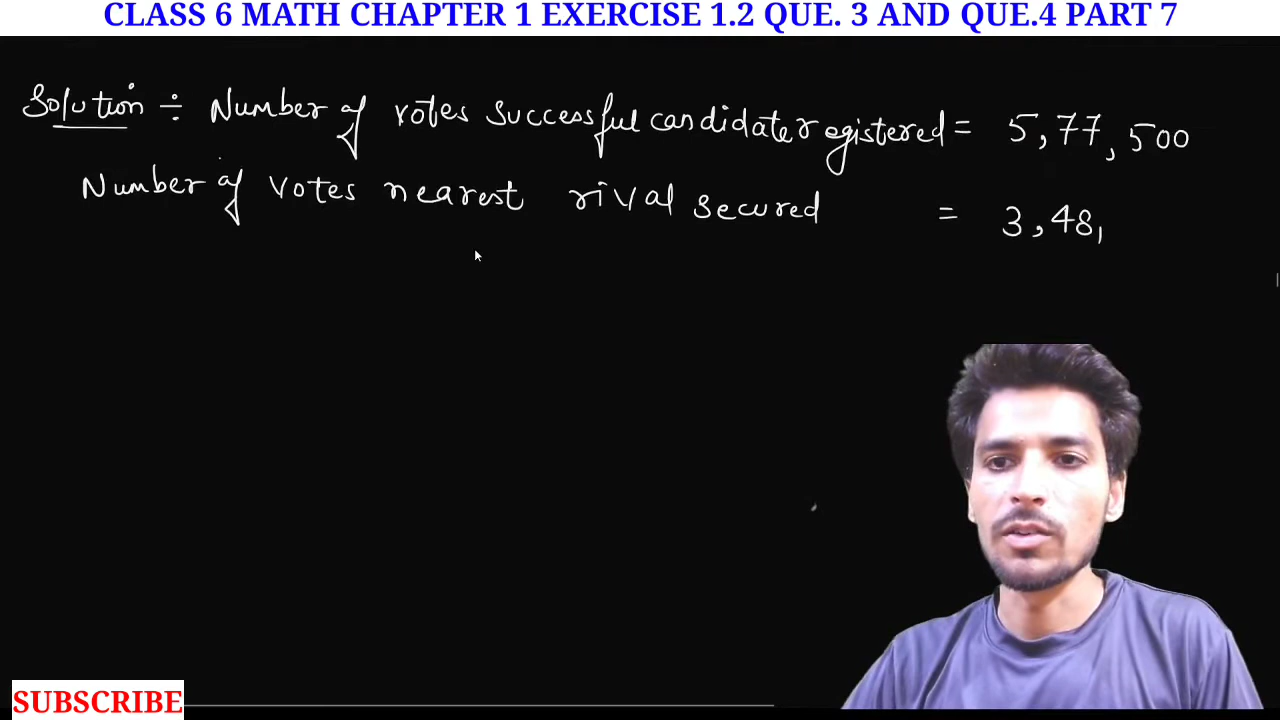 CLASS 6 MATH CHAPTER 1 EXERCISE 1.2 QUE. 3 AND QUE.4 PART 7
Solution ÷ Number of votes successful candidate registered = 5,77,500
Number of votes nearest rival secured = 3,48,
SUBSCRIBE